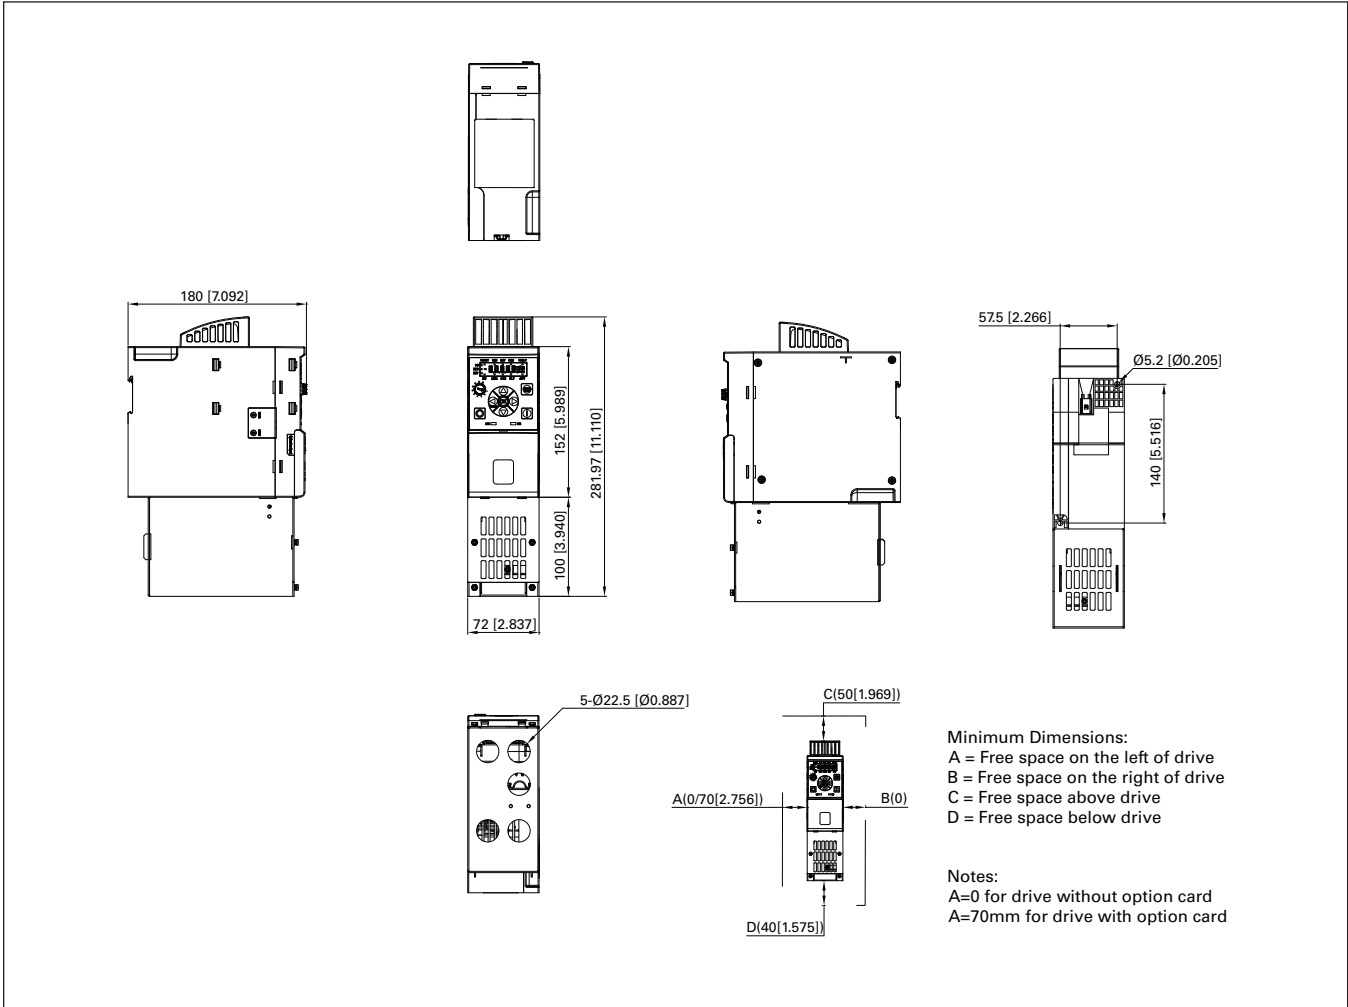 180 [7.092]
57.5 [2.266]
Ø5.2 [Ø0.205]
152 [5.989]
281.97 [11.110]
140 [5.516]
100 [3.940]
72 [2.837]
5-Ø22.5 [Ø0.887]
C(50[1.969])
A(0/70[2.756])
B(0)
D(40[1.575])
Minimum Dimensions:
A = Free space on the left of drive
B = Free space on the right of drive
C = Free space above drive
D = Free space below drive
Notes:
A=0 for drive without option card
A=70mm for drive with option card